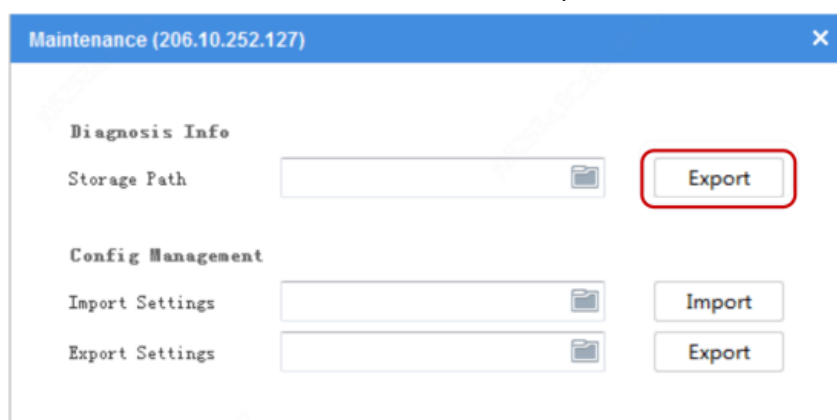 Maintenance (206.10.252.127)
Diagnosis Info
Storage Path Export
Config Management
Import Settings Import
Export Settings Export